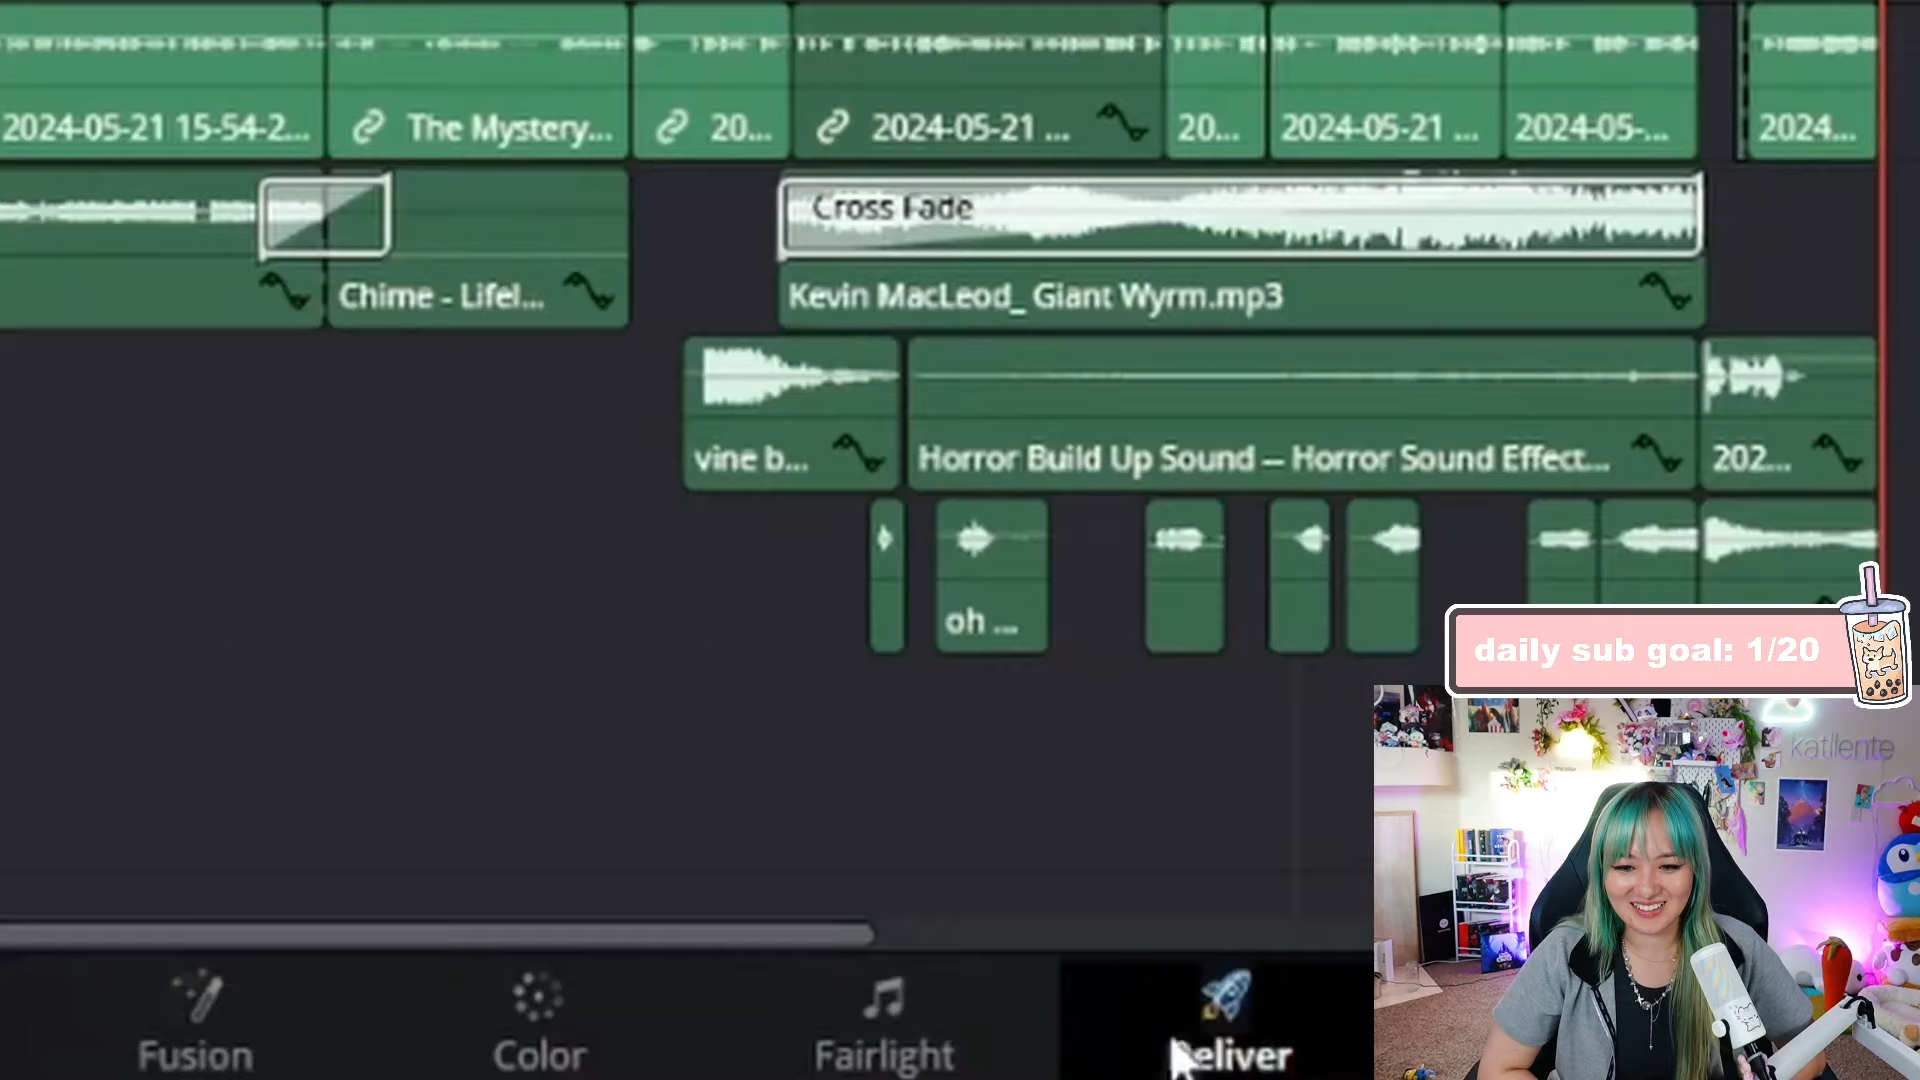 2024-05-21 15-54-2...
The Mystery...
20...
2024-05-21 ...
20...
2024-05-21 ...
2024-05-...
2024...
Cross Fade
Chime - Lifel...
Kevin MacLeod_ Giant Wyrm.mp3
vine b...
Horror Build Up Sound – Horror Sound Effect...
202...
oh ...
daily sub goal: 1/20
katllente
Fusion
Color
Fairlight
Deliver